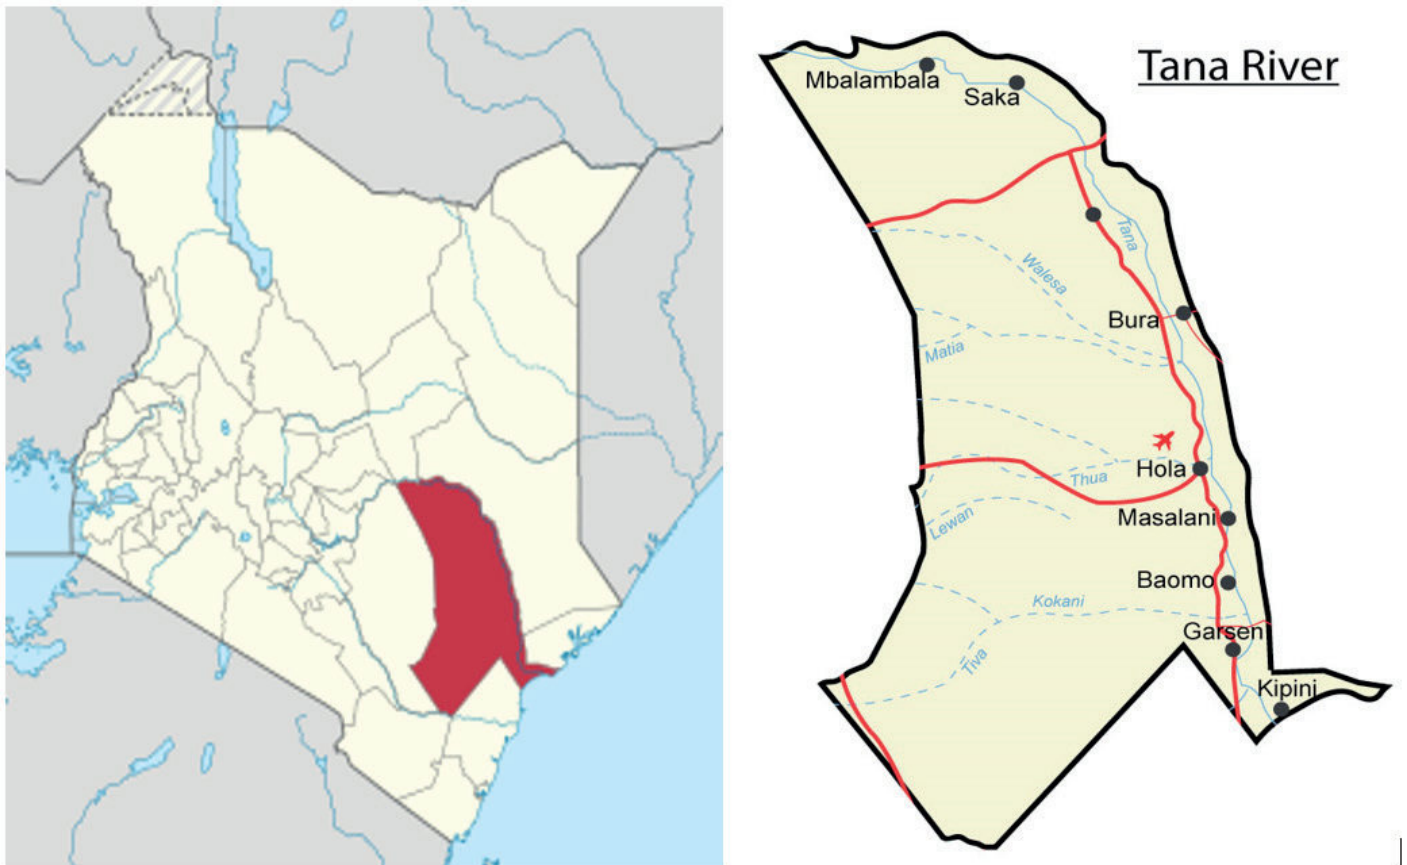 Tana River
Mbalambala
Saka
Tana
Walesa
Bura
Matia
Hola
Thua
Lewan
Masalani
Baomo
Kokani
Garsen
Tiva
Kipini